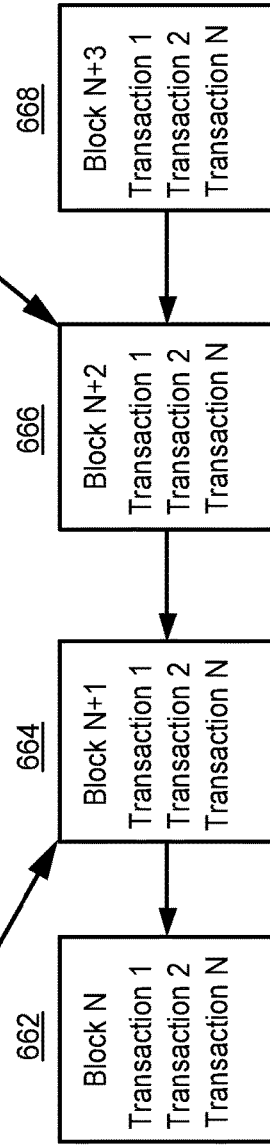 662
Block N
Transaction 1
Transaction 2
Transaction N
664
Block N+1
Transaction 1
Transaction 2
Transaction N
666
Block N+2
Transaction 1
Transaction 2
Transaction N
668
Block N+3
Transaction 1
Transaction 2
Transaction N